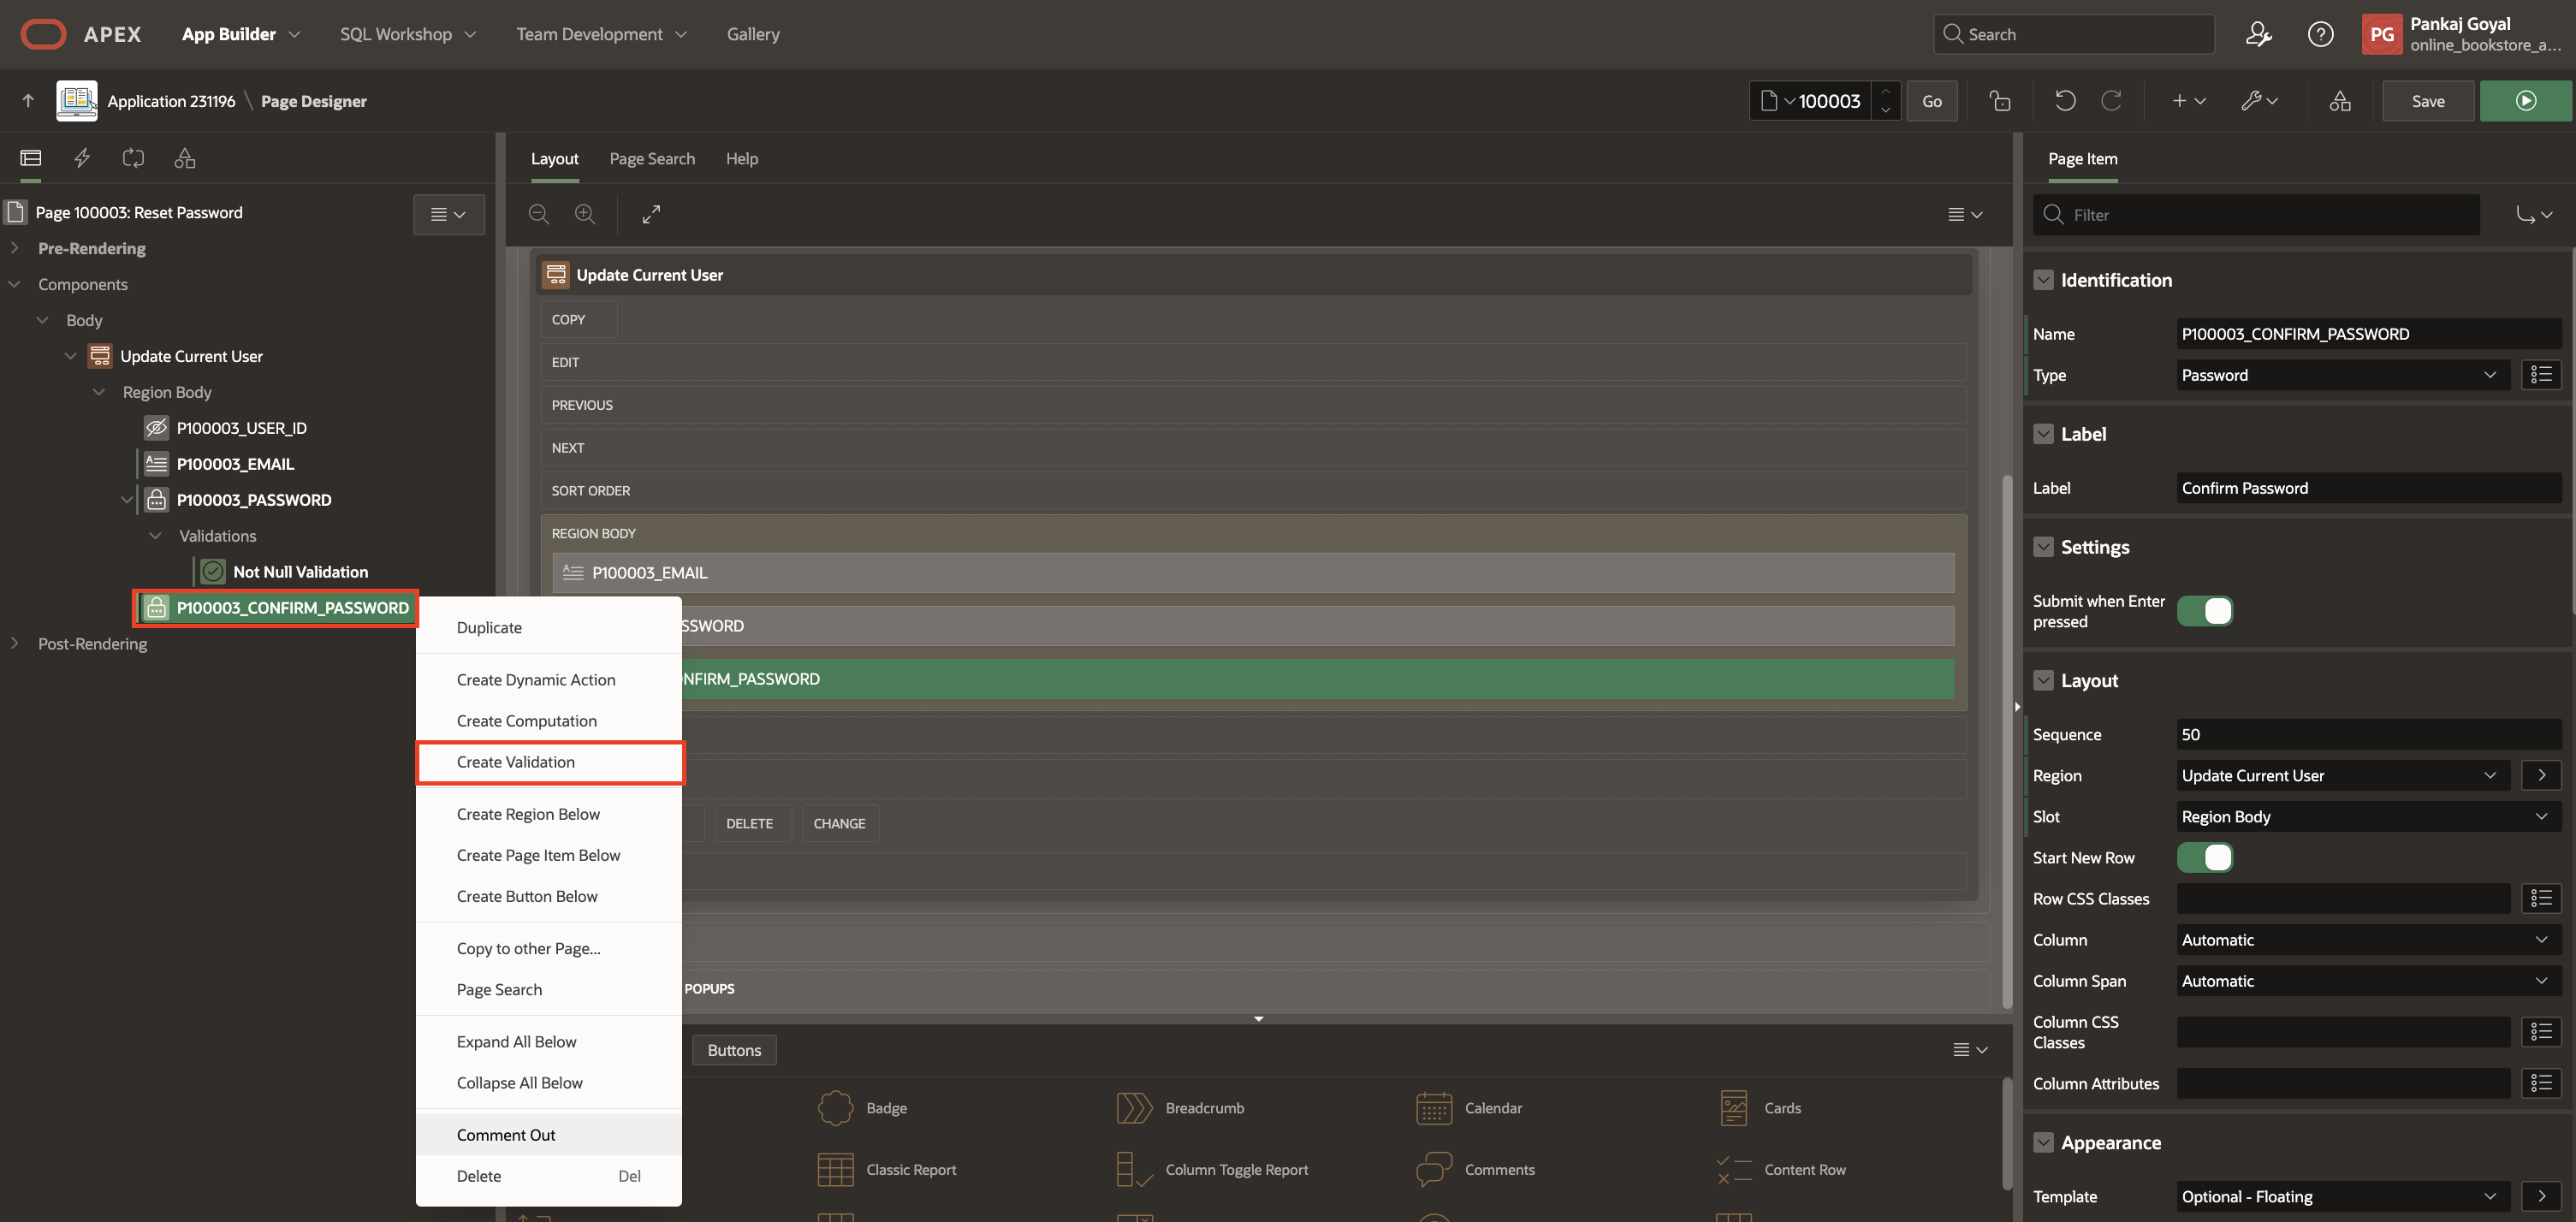 APEX
App Builder
SQL Workshop
Team Development
Gallery
Search
PG
Pankaj Goyal
online_bookstore_a...
Application 231196 \ Page Designer
100003
Go
Save
Layout
Page Search
Help
Page Item
Page 100003: Reset Password
Pre-Rendering
Components
Body
Update Current User
Region Body
P100003_USER_ID
P100003_EMAIL
P100003_PASSWORD
Validations
Not Null Validation
P100003_CONFIRM_PASSWORD
Post-Rendering
Duplicate
Create Dynamic Action
Create Computation
Create Validation
Create Region Below
Create Page Item Below
Create Button Below
Copy to other Page...
Page Search
Expand All Below
Collapse All Below
Comment Out
Delete Del
Update Current User
COPY
EDIT
PREVIOUS
NEXT
SORT ORDER
REGION BODY
P100003_EMAIL
SSWORD
NFIRM_PASSWORD
DELETE
CHANGE
POPUPS
Buttons
Badge
Breadcrumb
Calendar
Cards
Classic Report
Column Toggle Report
Comments
Content Row
Filter
Identification
Name
P100003_CONFIRM_PASSWORD
Type
Password
Label
Label
Confirm Password
Settings
Submit when Enter
pressed
Layout
Sequence
50
Region
Update Current User
Slot
Region Body
Start New Row
Row CSS Classes
Column
Automatic
Column Span
Automatic
Column CSS
Classes
Column Attributes
Appearance
Template
Optional - Floating